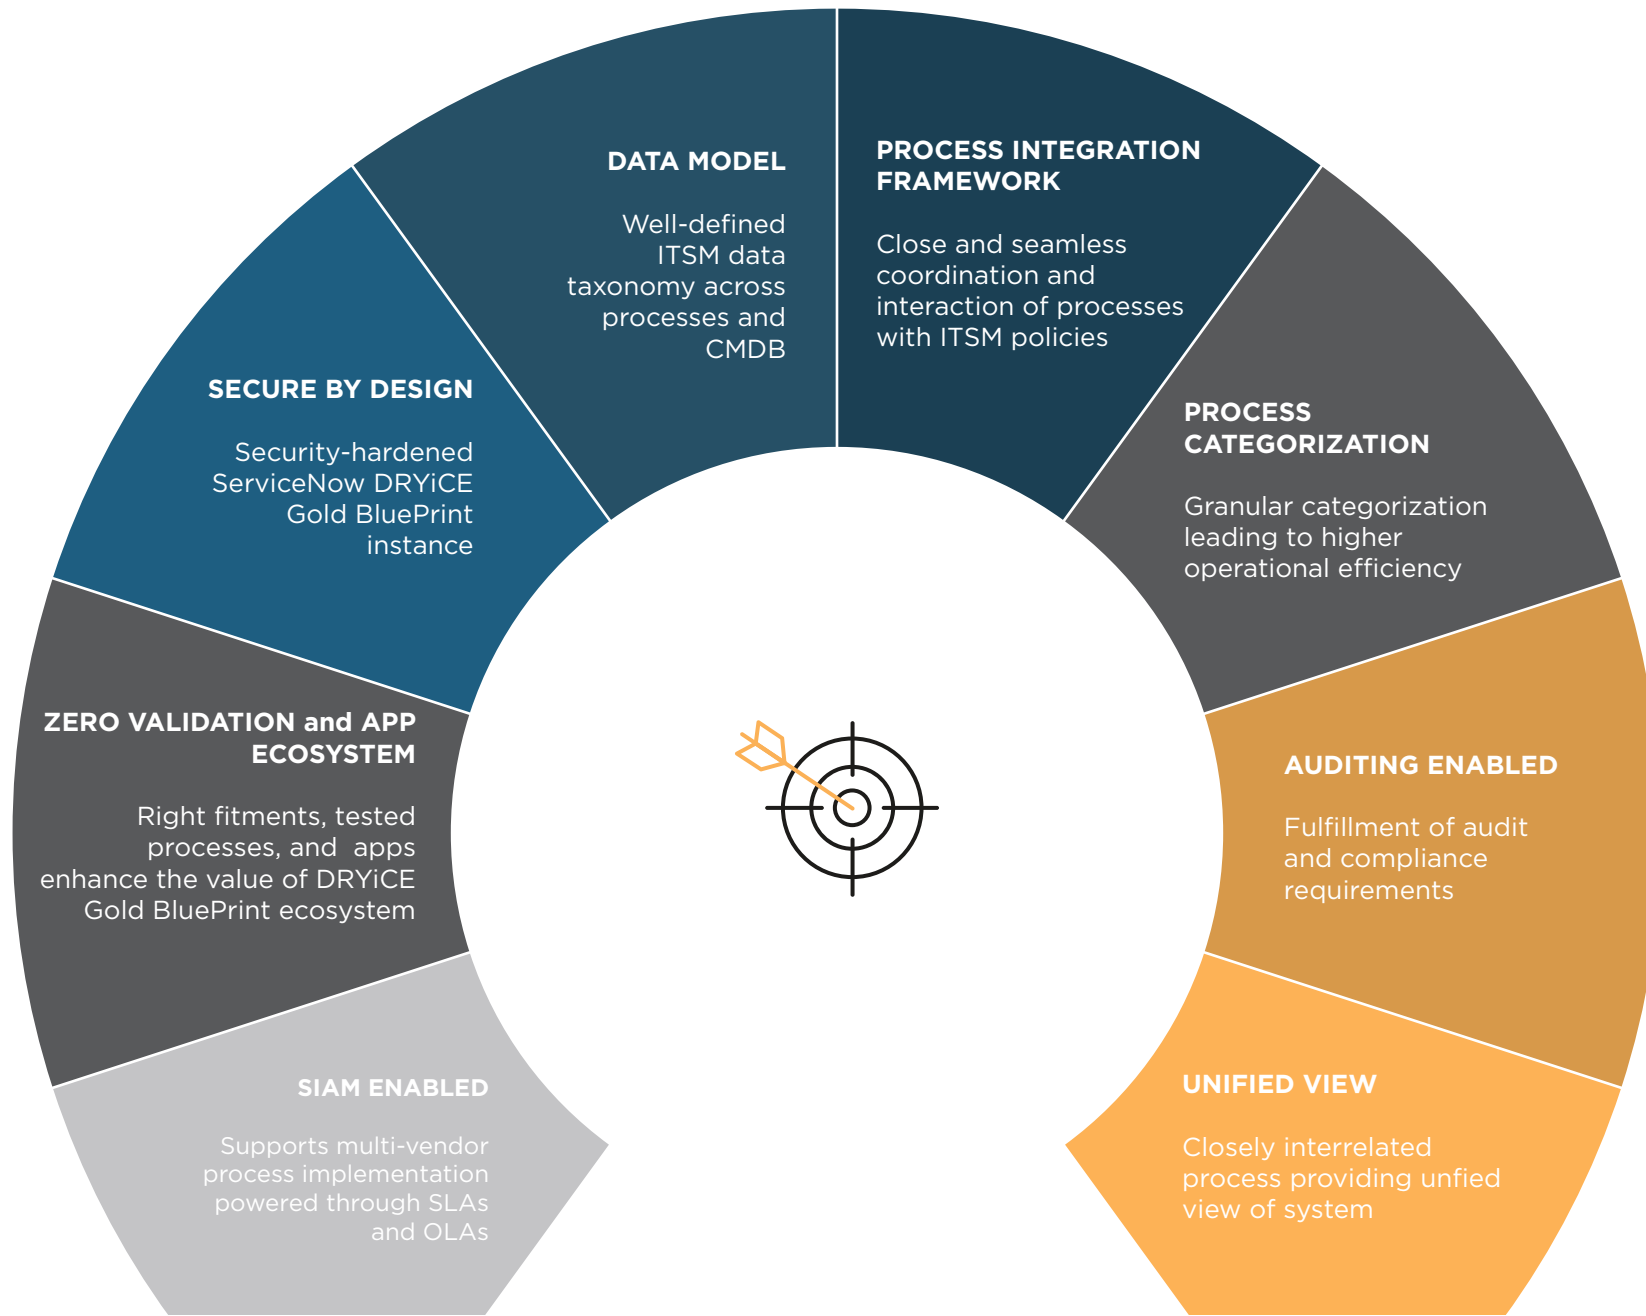 DATA MODEL
Well-defined
ITSM data
taxonomy across
processes and
CMDB
PROCESS INTEGRATION
FRAMEWORK
Close and seamless
coordination and
interaction of processes
with ITSM policies
SECURE BY DESIGN
Security-hardened
ServiceNow DRYiCE
Gold BluePrint
instance
PROCESS
CATEGORIZATION
Granular categorization
leading to higher
operational efficiency
ZERO VALIDATION and APP
ECOSYSTEM
Right fitments, tested
processes, and  apps
enhance the value of DRYiCE
Gold BluePrint ecosystem
AUDITING ENABLED
Fulfillment of audit
and compliance
requirements
SIAM ENABLED
Supports multi-vendor
process implementation
powered through SLAs
and OLAs
UNIFIED VIEW
Closely interrelated
process providing unfied
view of system